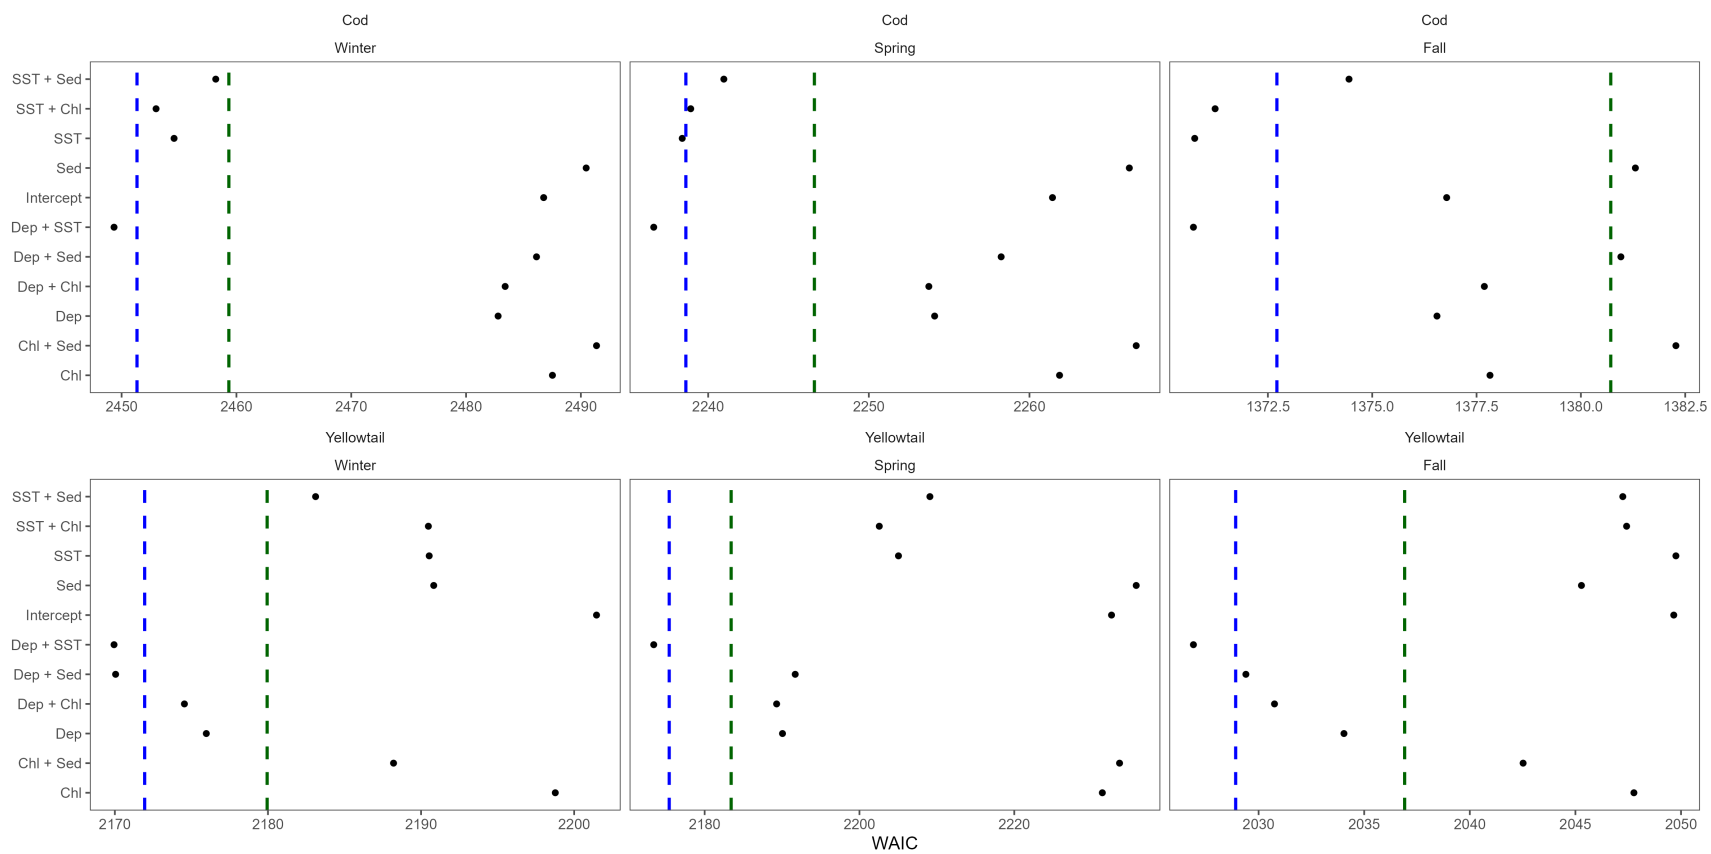 Cod Cod Cod
Winter Spring Fall
SST + Sed
SST + Chl
SST
Sed
Intercept
Dep + SST
Dep + Sed
Dep + Chl
Dep
Chl + Sed
Chl
2450 2460 2470 2480 2490 2240 2250 2260 1372.5 1375.0 1377.5 1380.0 1382.5
Yellowtail Yellowtail Yellowtail
Winter Spring Fall
SST + Sed
SST + Chl
SST
Sed
Intercept
Dep + SST
Dep + Sed
Dep + Chl
Dep
Chl + Sed
Chl
2170 2180 2190 2200 2180 2200 2220 2030 2035 2040 2045 2050
WAIC